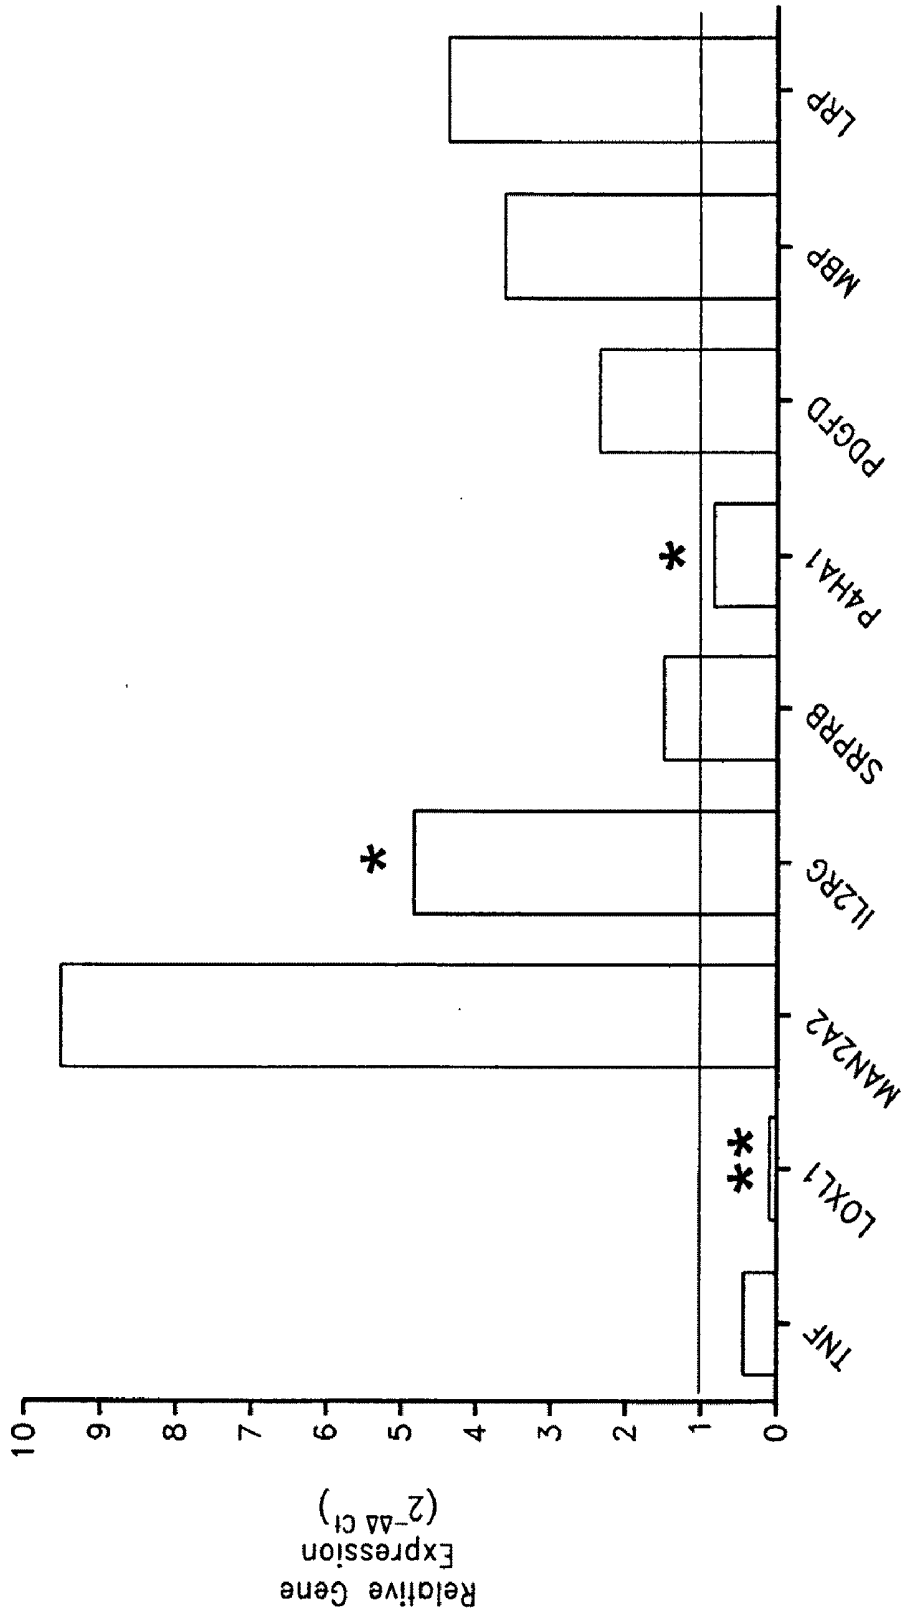 Relative Gene
Expression
(2-ΔΔ Ct)
10
9
8
7
6
5
4
3
2
1
0
**
*
*
TNF
LOXL1
MAN2A2
IL2RG
SRPRB
P4HA1
PDGFD
MBP
LRP